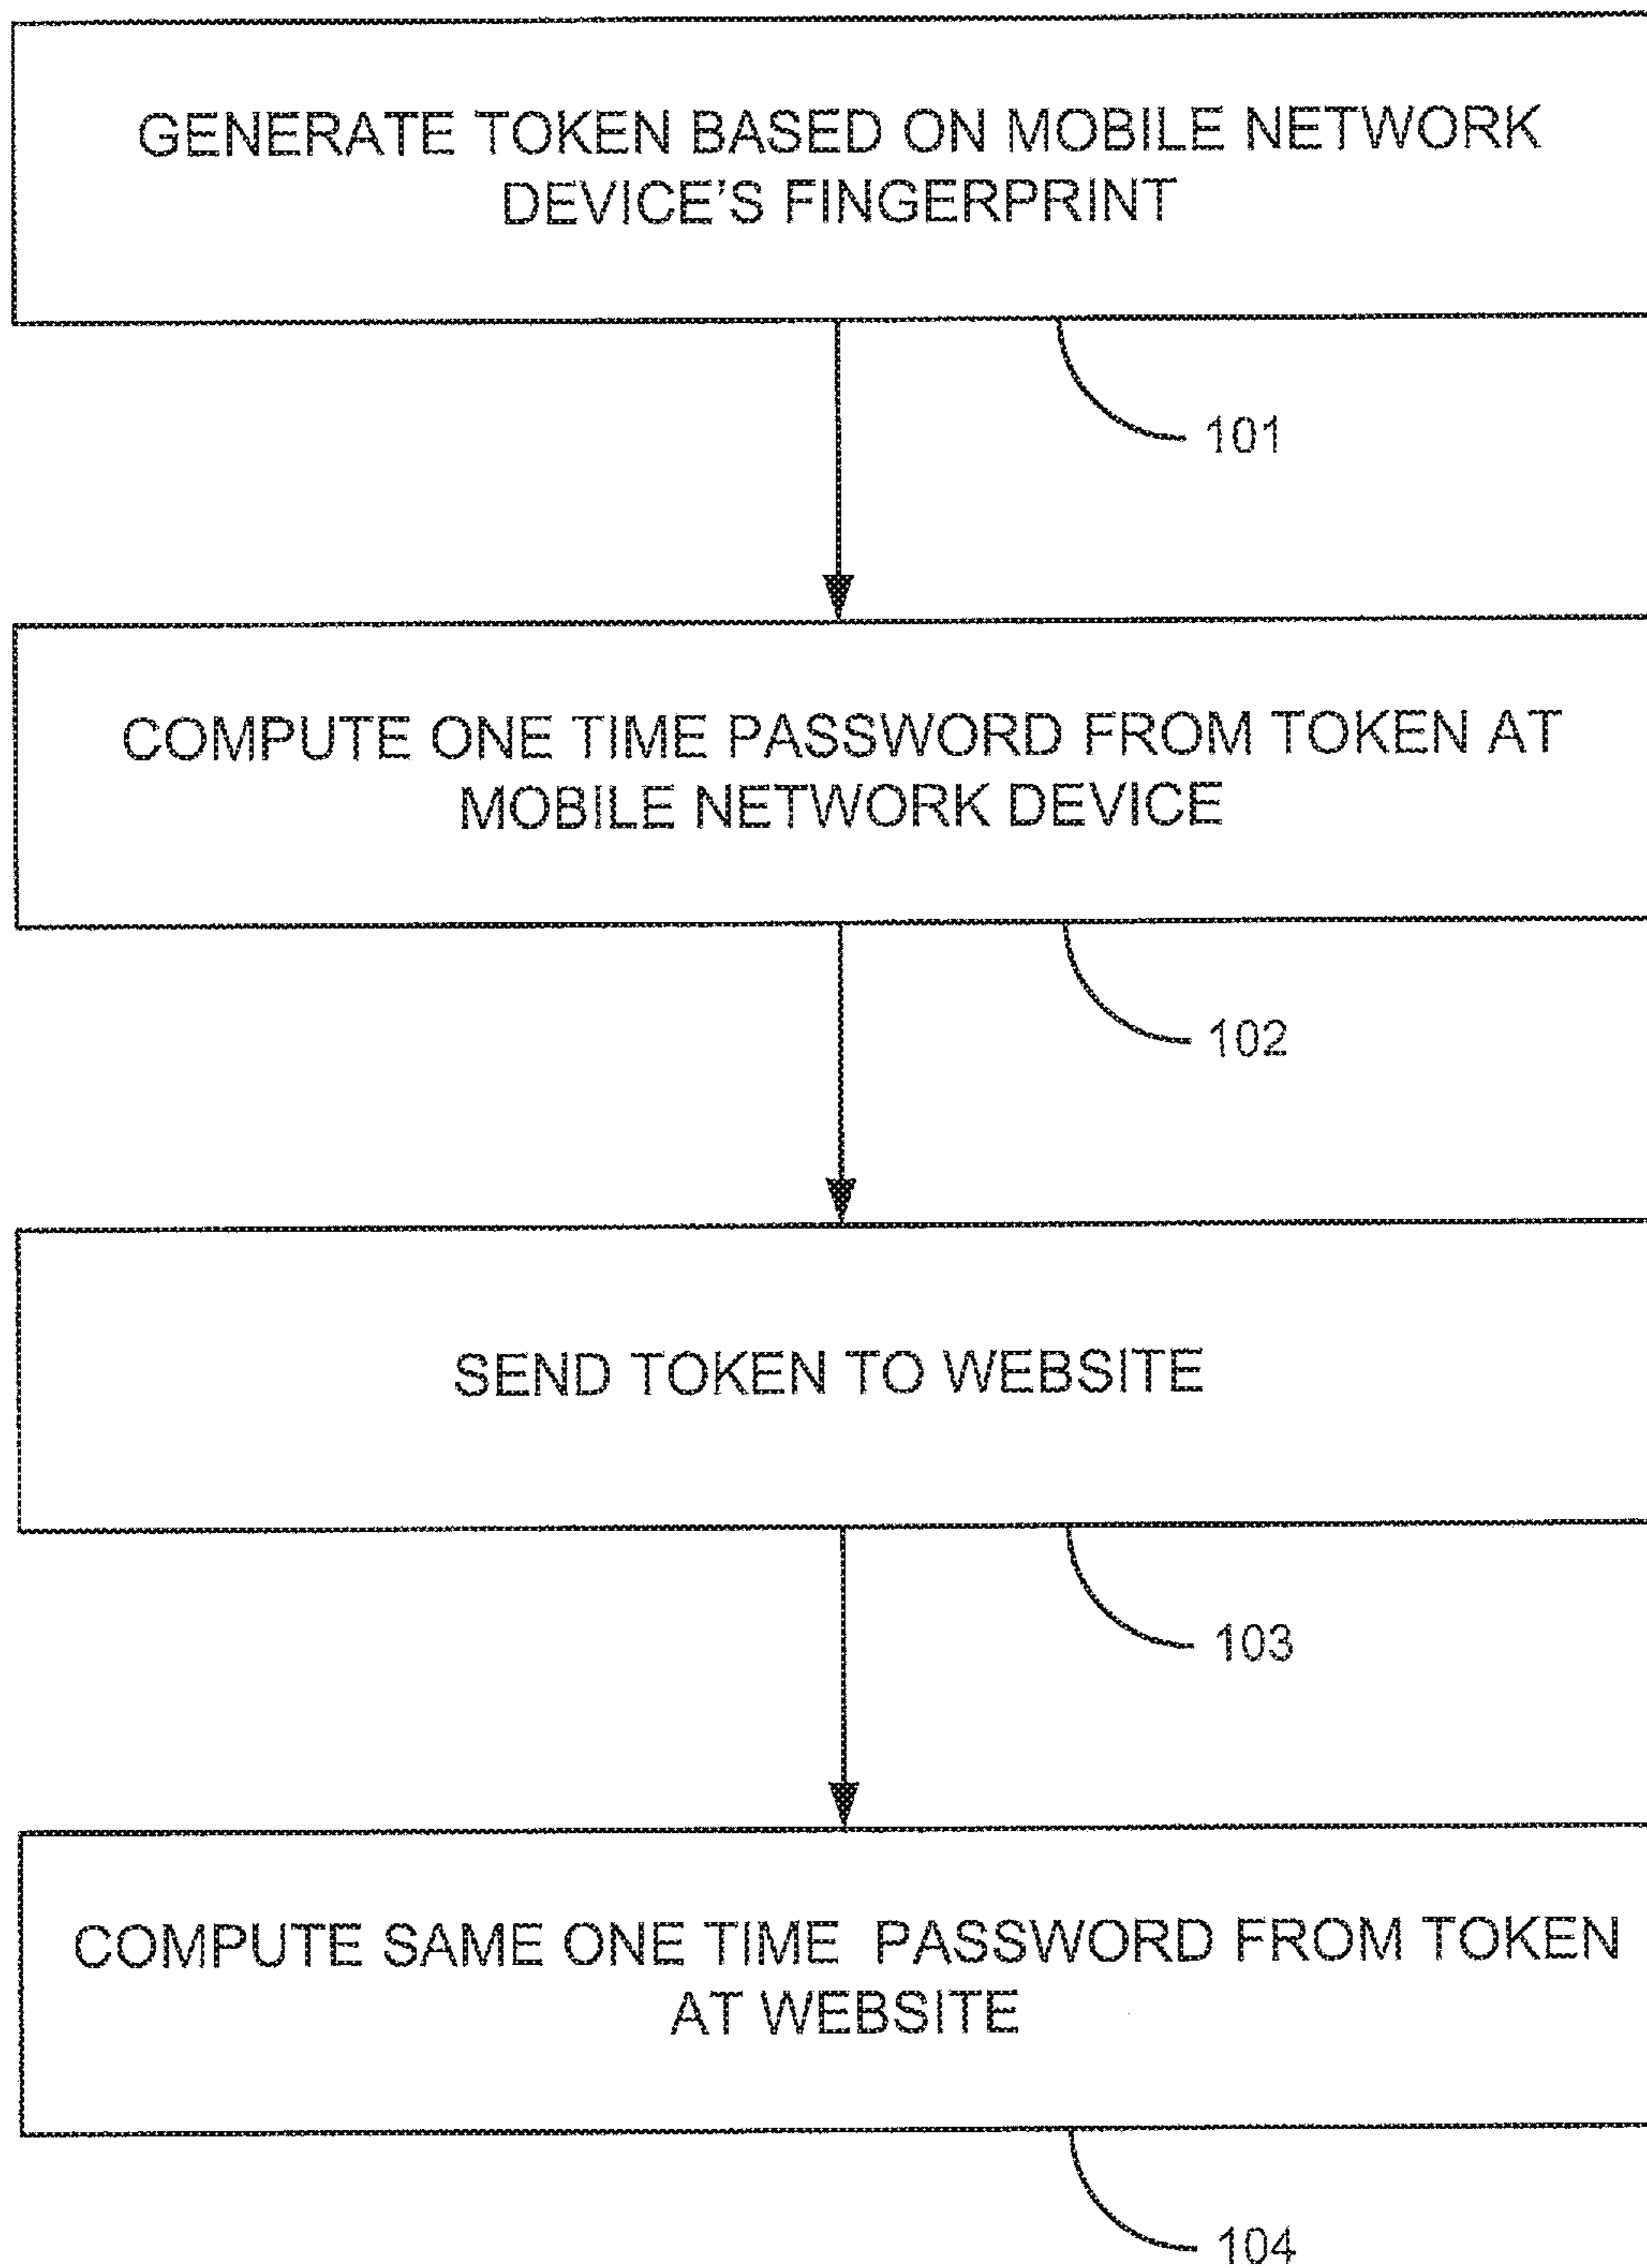 GENERATE TOKEN BASED ON MOBILE NETWORK
DEVICE'S FINGERPRINT
101
COMPUTE ONE TIME PASSWORD FROM TOKEN AT
MOBILE NETWORK DEVICE
102
SEND TOKEN TO WEBSITE
103
COMPUTE SAME ONE TIME PASSWORD FROM TOKEN
AT WEBSITE
104